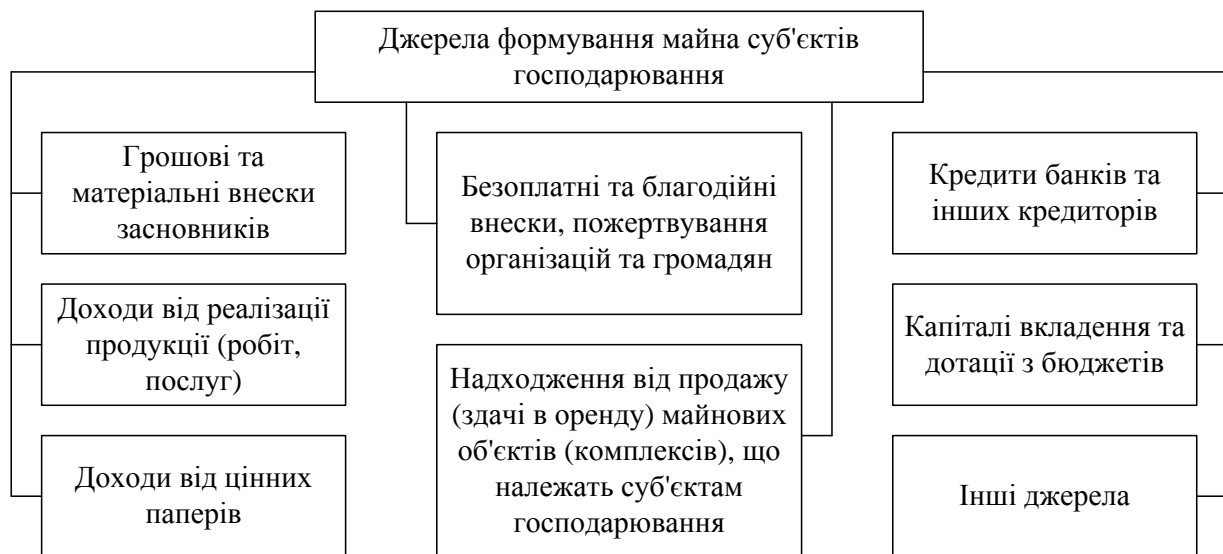 Джерела формування майна суб'єктів
господарювання
Грошові та
матеріальні внески
засновників
Доходи від реалізації
продукції (робіт,
послуг)
Доходи від цінних
паперів
Безоплатні та благодійні
внески, пожертвування
організацій та громадян
Надходження від продажу
(здачі в оренду) майнових
об'єктів (комплексів), що
належать суб'єктам
господарювання
Кредити банків та
інших кредиторів
Капіталі вкладення та
дотації з бюджетів
Інші джерела